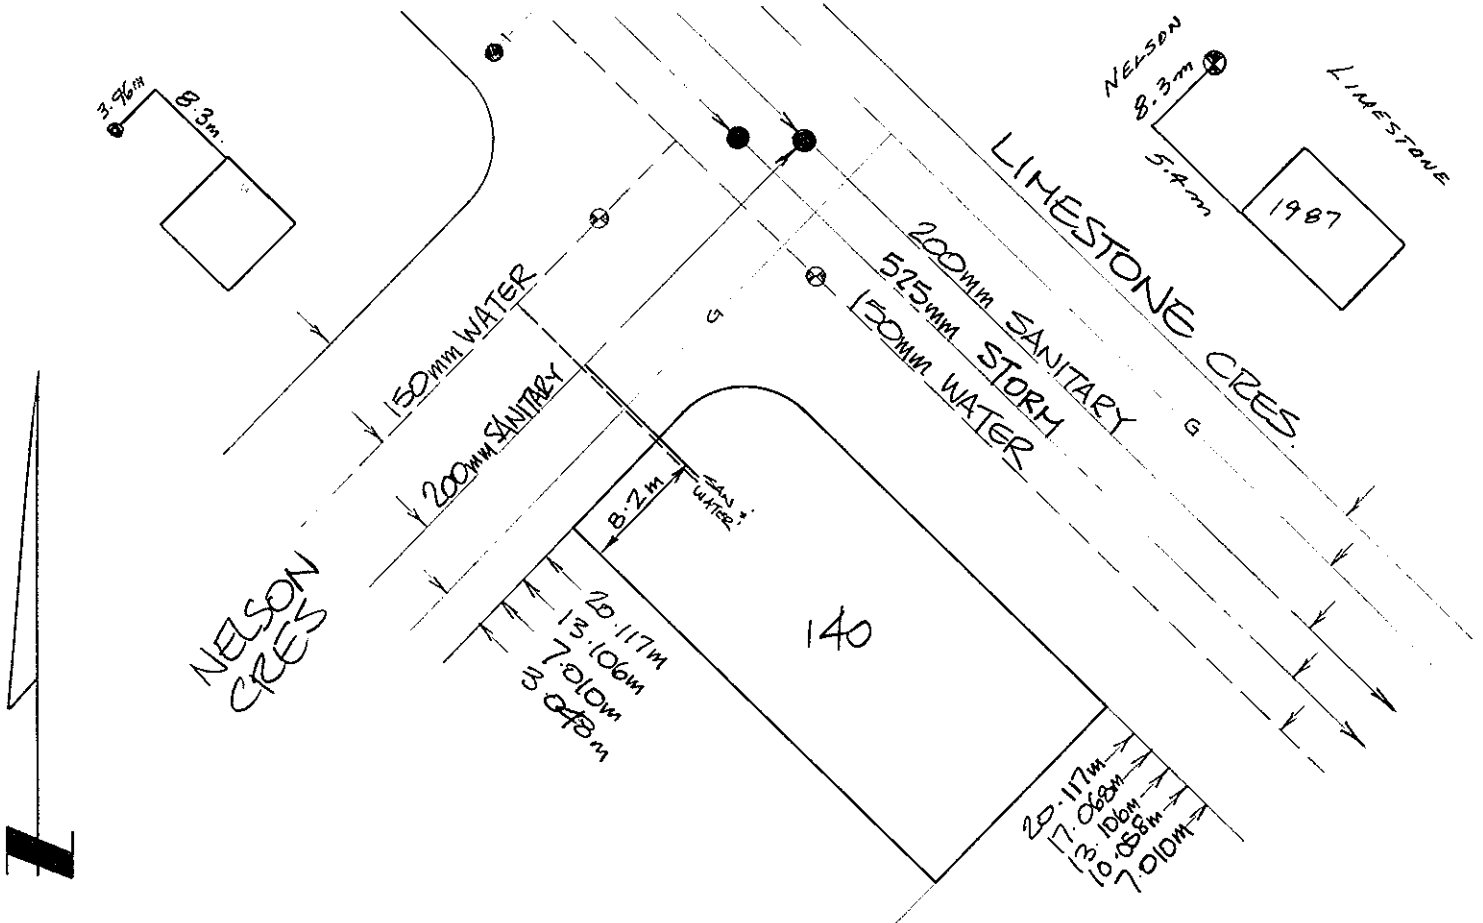 3.96m
8.3m.
NELSON
8.3m
5.4m
LIMESTONE
1987
LIMESTONE CRES.
200mm SANITARY
525mm STORM
150mm WATER
G
150mm WATER
200mm SANITARY
G
SAN.
WATER
8.2m
NELSON
CRES
20.117m
13.106m
7.010m
3.048m
140
20.117m
17.068m
13.106m
10.058m
7.010m